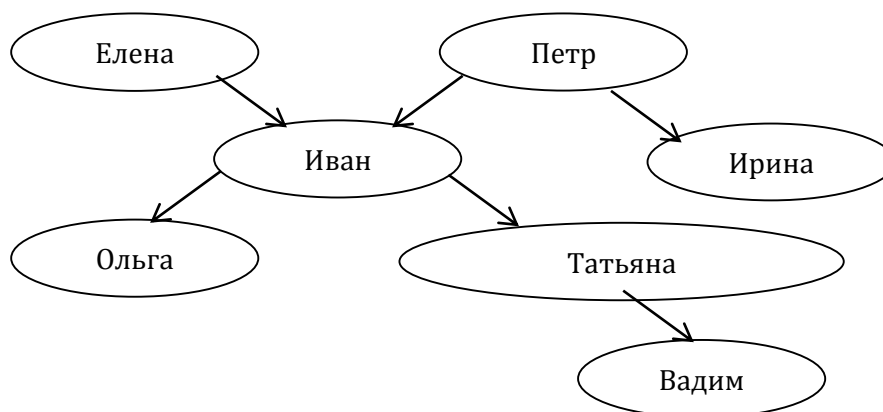 Елена
Петр
Иван
Ирина
Ольга
Татьяна
Вадим